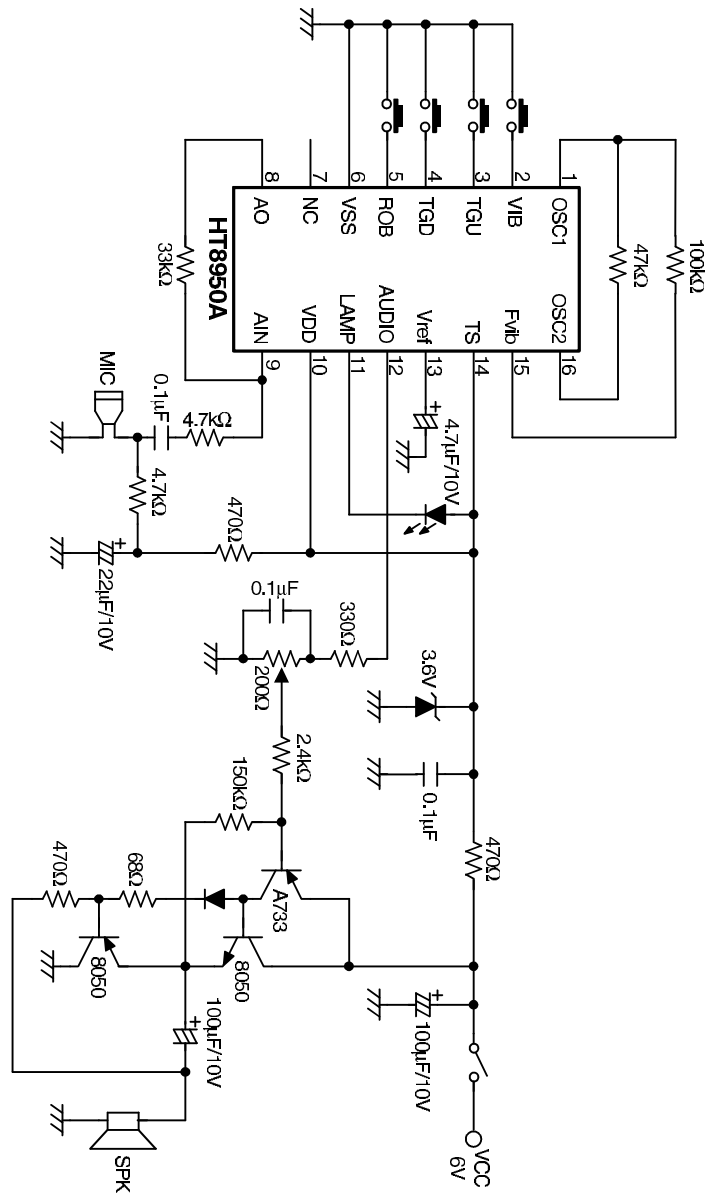 100kΩ
47kΩ
1
2
3
4
5
6
7
8
OSC1
VIB
TGU
TGD
ROB
VSS
NC
AO
HT8950A
OSC2
Fvib
TS
Vref
AUDIO
LAMP
VDD
AIN
16
15
14
13
12
11
10
9
33kΩ
MIC
0.1µF
4.7kΩ
4.7kΩ
+
22µF/10V
470Ω
+
4.7µF/10V
0.1µF
200Ω
330Ω
3.6V
0.1µF
470Ω
2.4kΩ
150kΩ
A733
8050
68Ω
470Ω
8050
+
100µF/10V
+
100µF/10V
SPK
VCC
6V